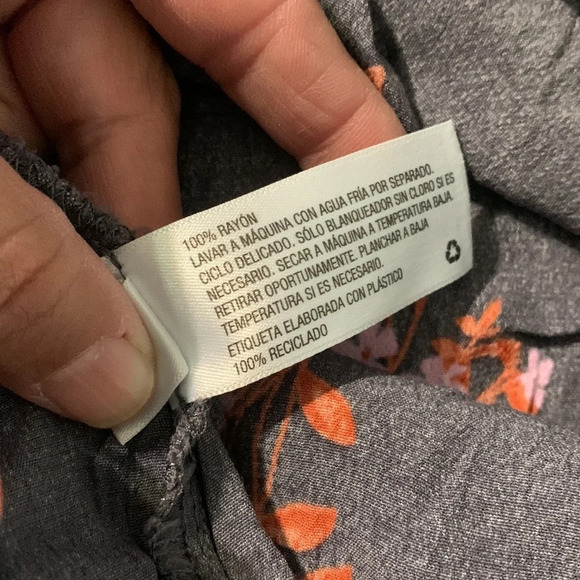 100% RAYÓN
LAVAR A MÁQUINA CON AGUA FRÍA POR SEPARADO.
CICLO DELICADO. SÓLO BLANQUEADOR SIN CLORO SI ES
NECESARIO. SECAR A MÁQUINA A TEMPERATURA BAJA.
RETIRAR OPORTUNAMENTE. PLANCHAR A BAJA
TEMPERATURA SI ES NECESARIO.
ETIQUETA ELABORADA CON PLÁSTICO
100% RECICLADO